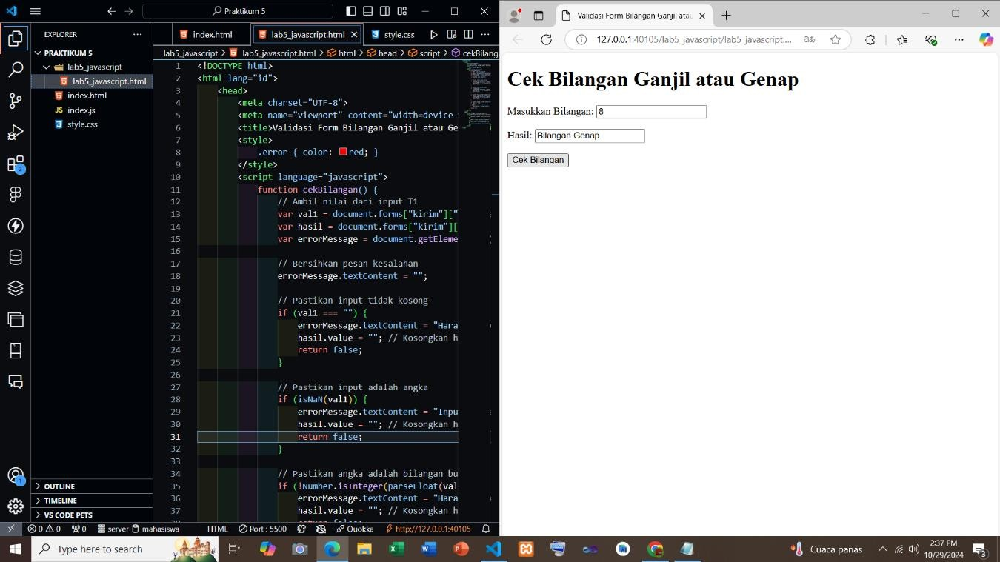 Praktikum 5
EXPLORER
PRAKTIKUM 5
lab5_javascript
lab5_javascript.html
index.html
JS index.js
style.css
OUTLINE
TIMELINE
VS CODE PETS
index.html
lab5_javascript.html
style.css
lab5_javascript > lab5_javascript.html > html > head > script > cekBilang
1 <!DOCTYPE html>
2 <html lang="id">
3 <head>
4 <meta charset="UTF-8">
5 <meta name="viewport" content="width=device-
6 <title>Validasi Form Bilangan Ganjil atau Ge
7 <style>
8 .error { color: red; }
9 </style>
10 <script language="javascript">
11 function cekBilangan() {
12 // Ambil nilai dari input T1
13 var val1 = document.forms["kirim"]["
14 var hasil = document.forms["kirim"][
15 var errorMessage = document.getEleme
16
17 // Bersihkan pesan kesalahan
18 errorMessage.textContent = "";
19
20 // Pastikan input tidak kosong
21 if (val1 === "") {
22 errorMessage.textContent = "Hara
23 hasil.value = ""; // Kosongkan h
24 return false;
25 }
26
27 // Pastikan input adalah angka
28 if (isNaN(val1)) {
29 errorMessage.textContent = "Inpu
30 hasil.value = ""; // Kosongkan h
31 return false;
32 }
33
34 // Pastikan angka adalah bilangan bu
35 if (!Number.isInteger(parseFloat(val
36 errorMessage.textContent = "Hara
37 hasil.value = ""; // Kosongkan h
2
1
0 0 0 server mahasiswa HTML Port : 5500 Quokka http://127.0.0.1:40105
Validasi Form Bilangan Ganjil atau
127.0.0.1:40105/lab5_javascript/lab5_javascript....
Cek Bilangan Ganjil atau Genap
Masukkan Bilangan: 8
Hasil: Bilangan Genap
Cek Bilangan
Type here to search
Cuaca panas
2:37 PM
10/29/2024
3